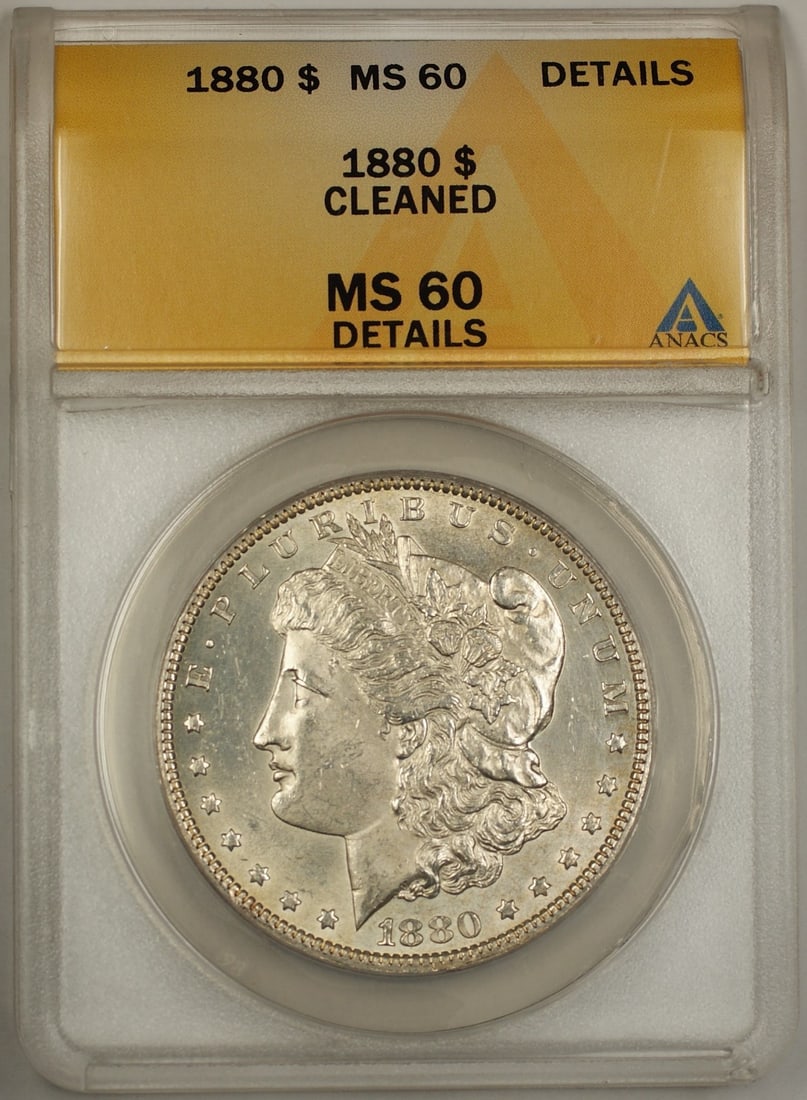 1880 $ MS 60 DETAILS
1880 $
CLEANED
MS 60
DETAILS
ANACS
E · PLURIBUS · UNUM
LIBERTY
1880